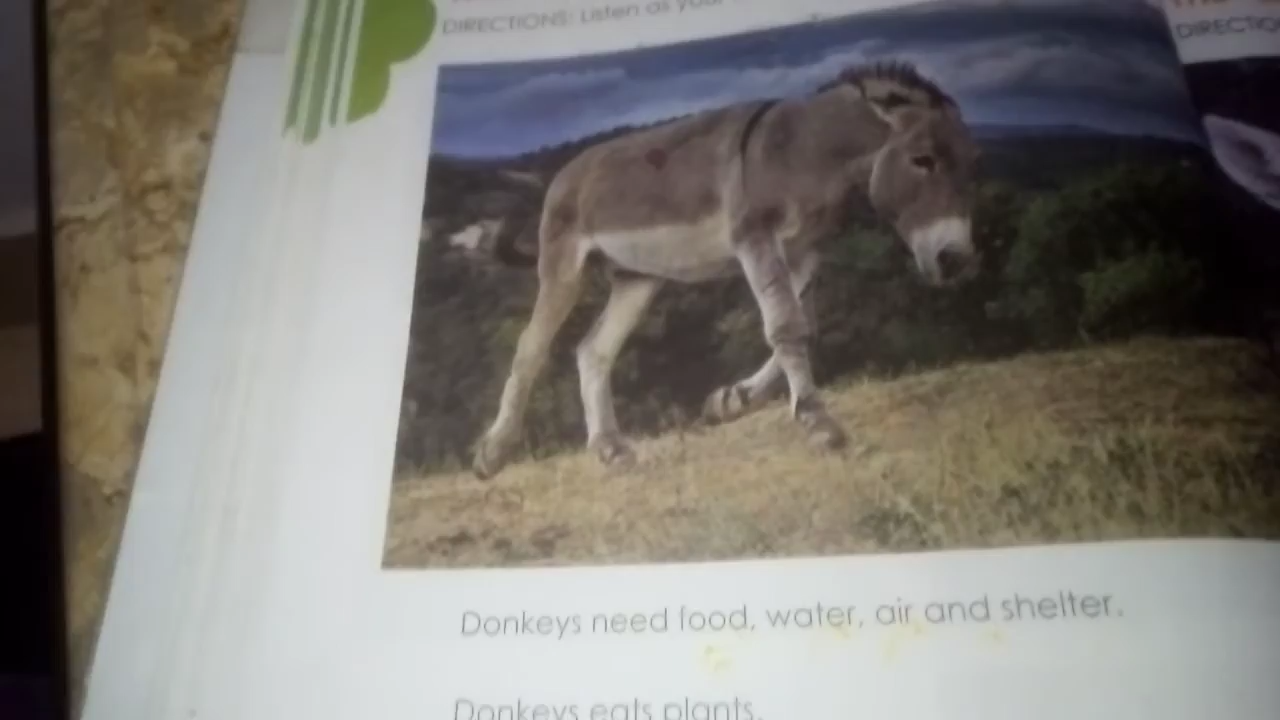 DIRECTIONS: Listen as your
DIRECTIO
Donkeys need food, water, air and shelter.
Donkeys eats plants.